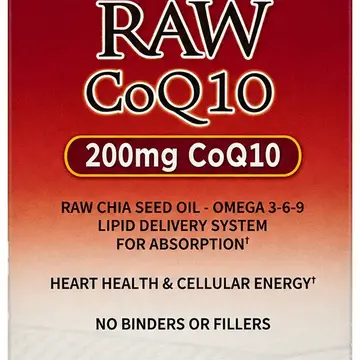 RAW
CoQ10
200mg CoQ10
RAW CHIA SEED OIL - OMEGA 3-6-9
LIPID DELIVERY SYSTEM
FOR ABSORPTION†
HEART HEALTH & CELLULAR ENERGY†
NO BINDERS OR FILLERS